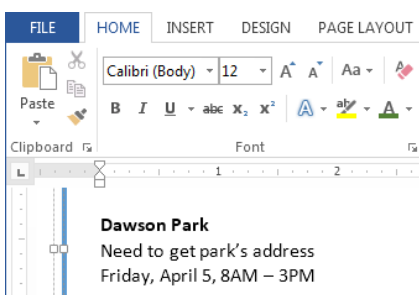 FILE HOME INSERT DESIGN PAGE LAYOUT
Calibri (Body) 12 A A Aa
Paste
B I U abc X₂ X² A ab A
Clipboard Font
L 1 2
Dawson Park
Need to get park's address
Friday, April 5, 8AM – 3PM